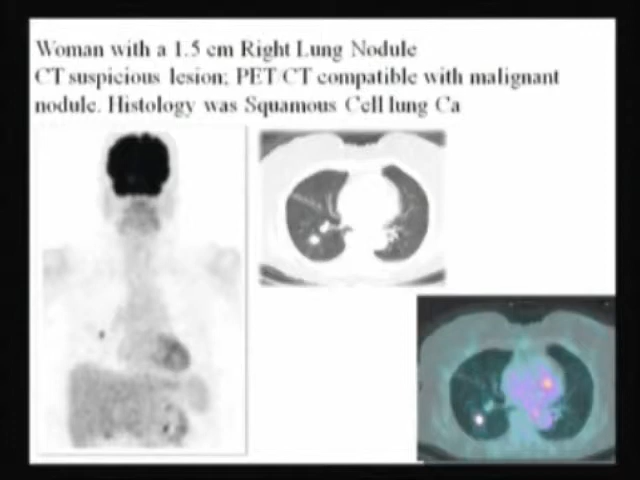 Woman with a 1.5 cm Right Lung Nodule
CT suspicious lesion; PET CT compatible with malignant
nodule. Histology was Squamous Cell lung Ca